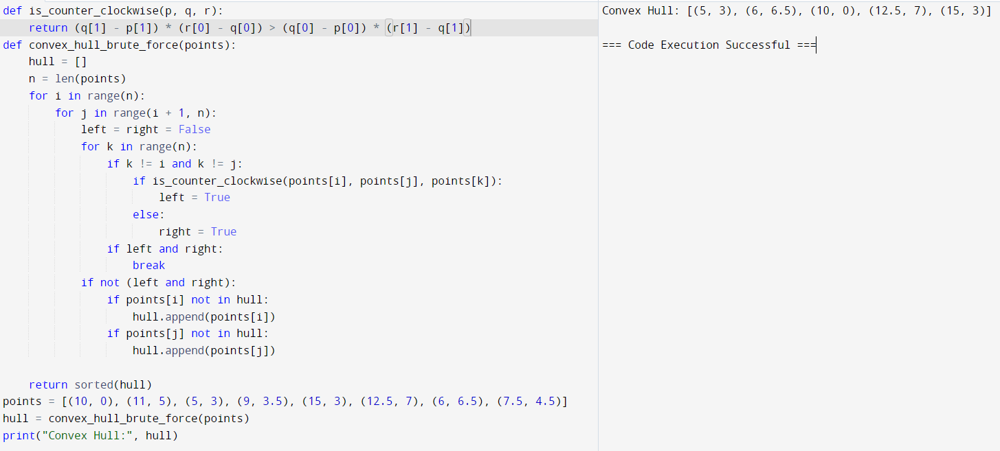 def is_counter_clockwise(p, q, r):
    return (q[1] - p[1]) * (r[0] - q[0]) > (q[0] - p[0]) * (r[1] - q[1])
def convex_hull_brute_force(points):
    hull = []
    n = len(points)
    for i in range(n):
        for j in range(i + 1, n):
            left = right = False
            for k in range(n):
                if k != i and k != j:
                    if is_counter_clockwise(points[i], points[j], points[k]):
                        left = True
                    else:
                        right = True
                if left and right:
                    break
            if not (left and right):
                if points[i] not in hull:
                    hull.append(points[i])
                if points[j] not in hull:
                    hull.append(points[j])

    return sorted(hull)
points = [(10, 0), (11, 5), (5, 3), (9, 3.5), (15, 3), (12.5, 7), (6, 6.5), (7.5, 4.5)]
hull = convex_hull_brute_force(points)
print("Convex Hull:", hull)
Convex Hull: [(5, 3), (6, 6.5), (10, 0), (12.5, 7), (15, 3)]

=== Code Execution Successful ===